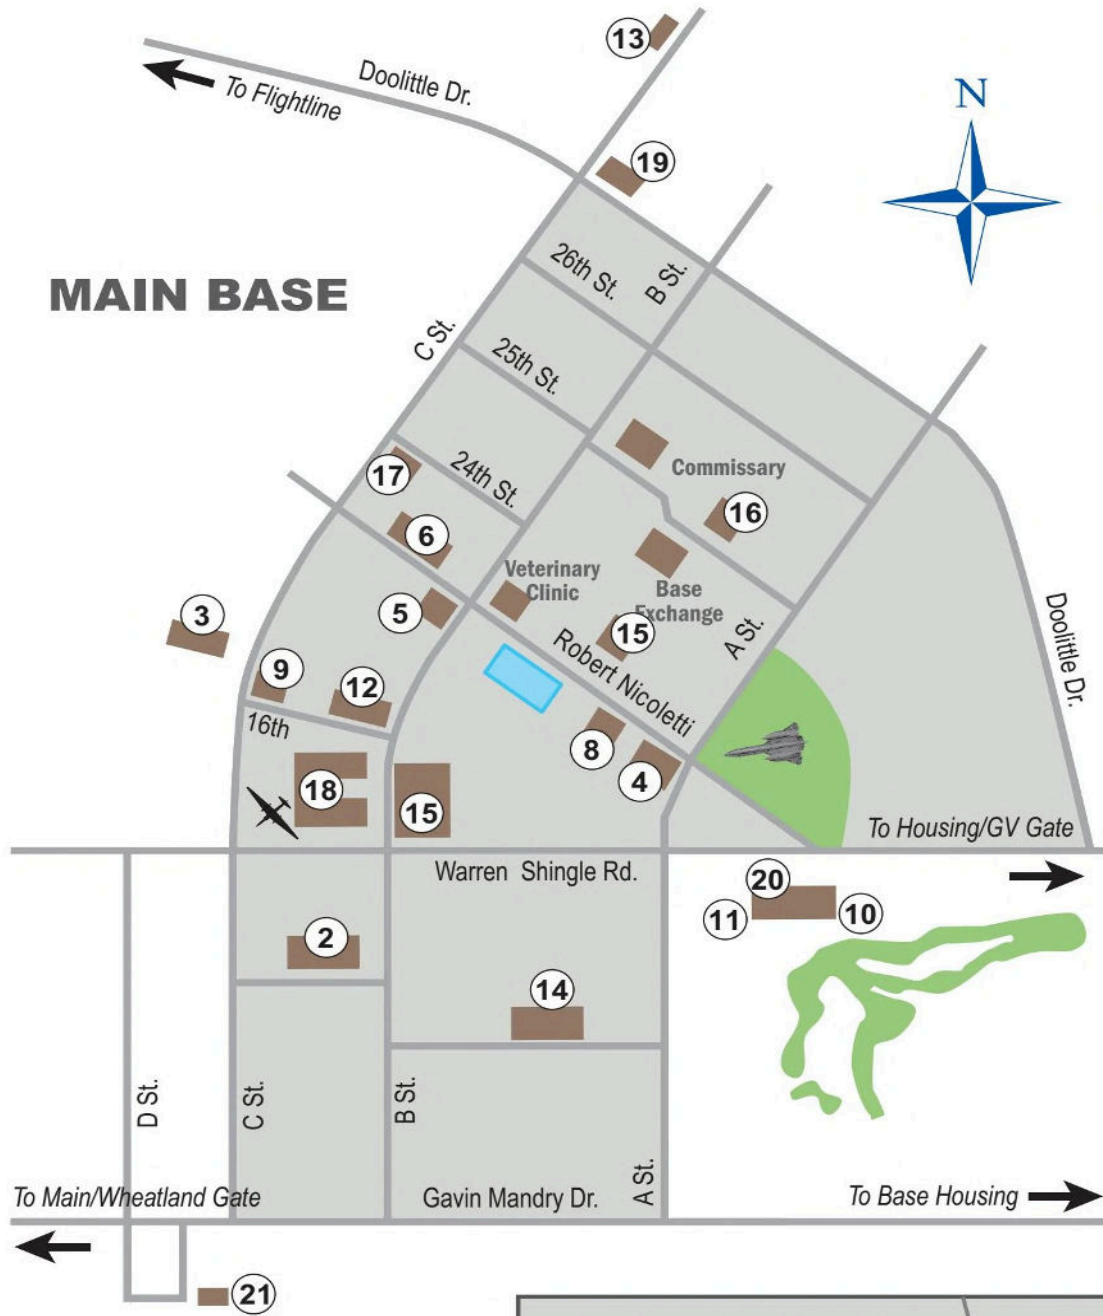 13
Doolittle Dr.
To Flightline
N
19
26th St.
B St.
MAIN BASE
C St.
25th St.
Commissary
17
24th St.
16
6
Veterinary
Clinic
Base
Exchange
3
5
15
A St.
Doolittle Dr.
Robert Nicoletti
9
12
16th
8
4
18
15
To Housing/GV Gate
Warren Shingle Rd.
20
11
10
2
14
D St.
C St.
B St.
A St.
To Main/Wheatland Gate
Gavin Mandry Dr.
To Base Housing
21